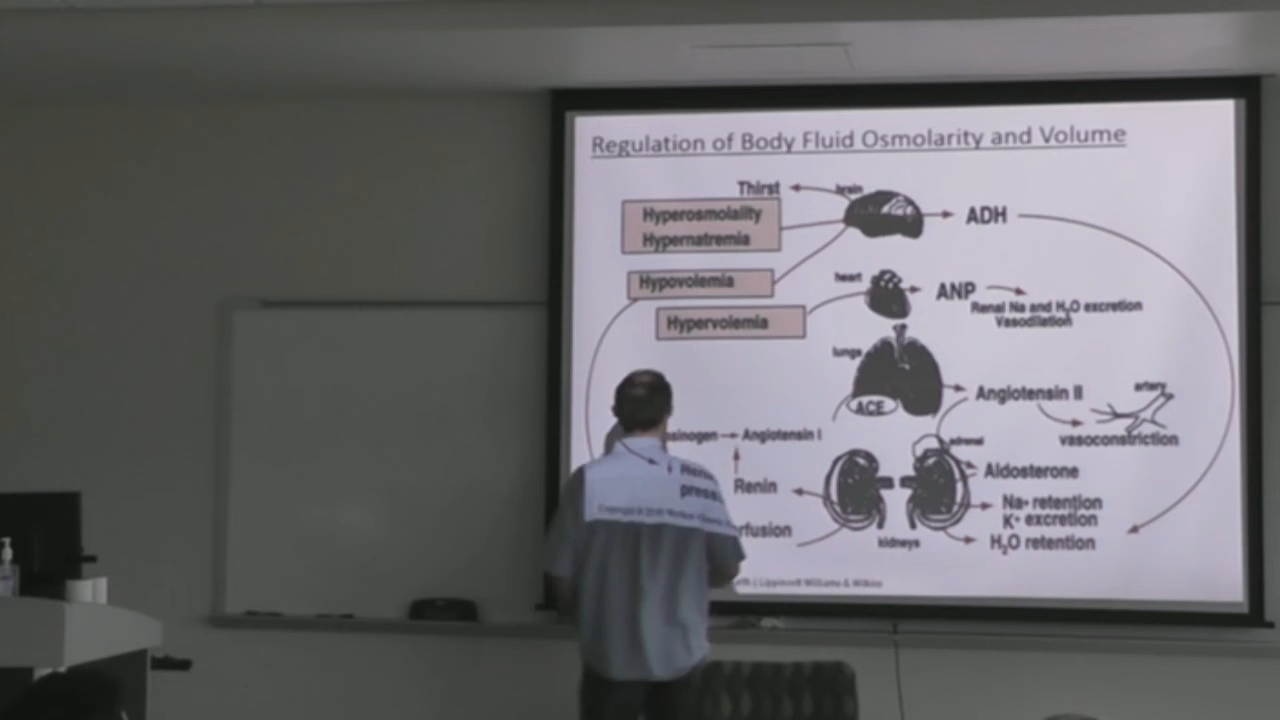 Regulation of Body Fluid Osmolarity and Volume
Thirst
brain
Hyperosmolality
Hypernatremia
ADH
Hypovolemia
heart
ANP
Renal Na and H₂O excretion
Vasodilation
Hypervolemia
lungs
ACE
Angiotensin II
artery
vasoconstriction
Angiotensin I
adrenal
Aldosterone
Renin
Na+ retention
K+ excretion
kidneys
H₂O retention
Lippincott Williams & Wilkins